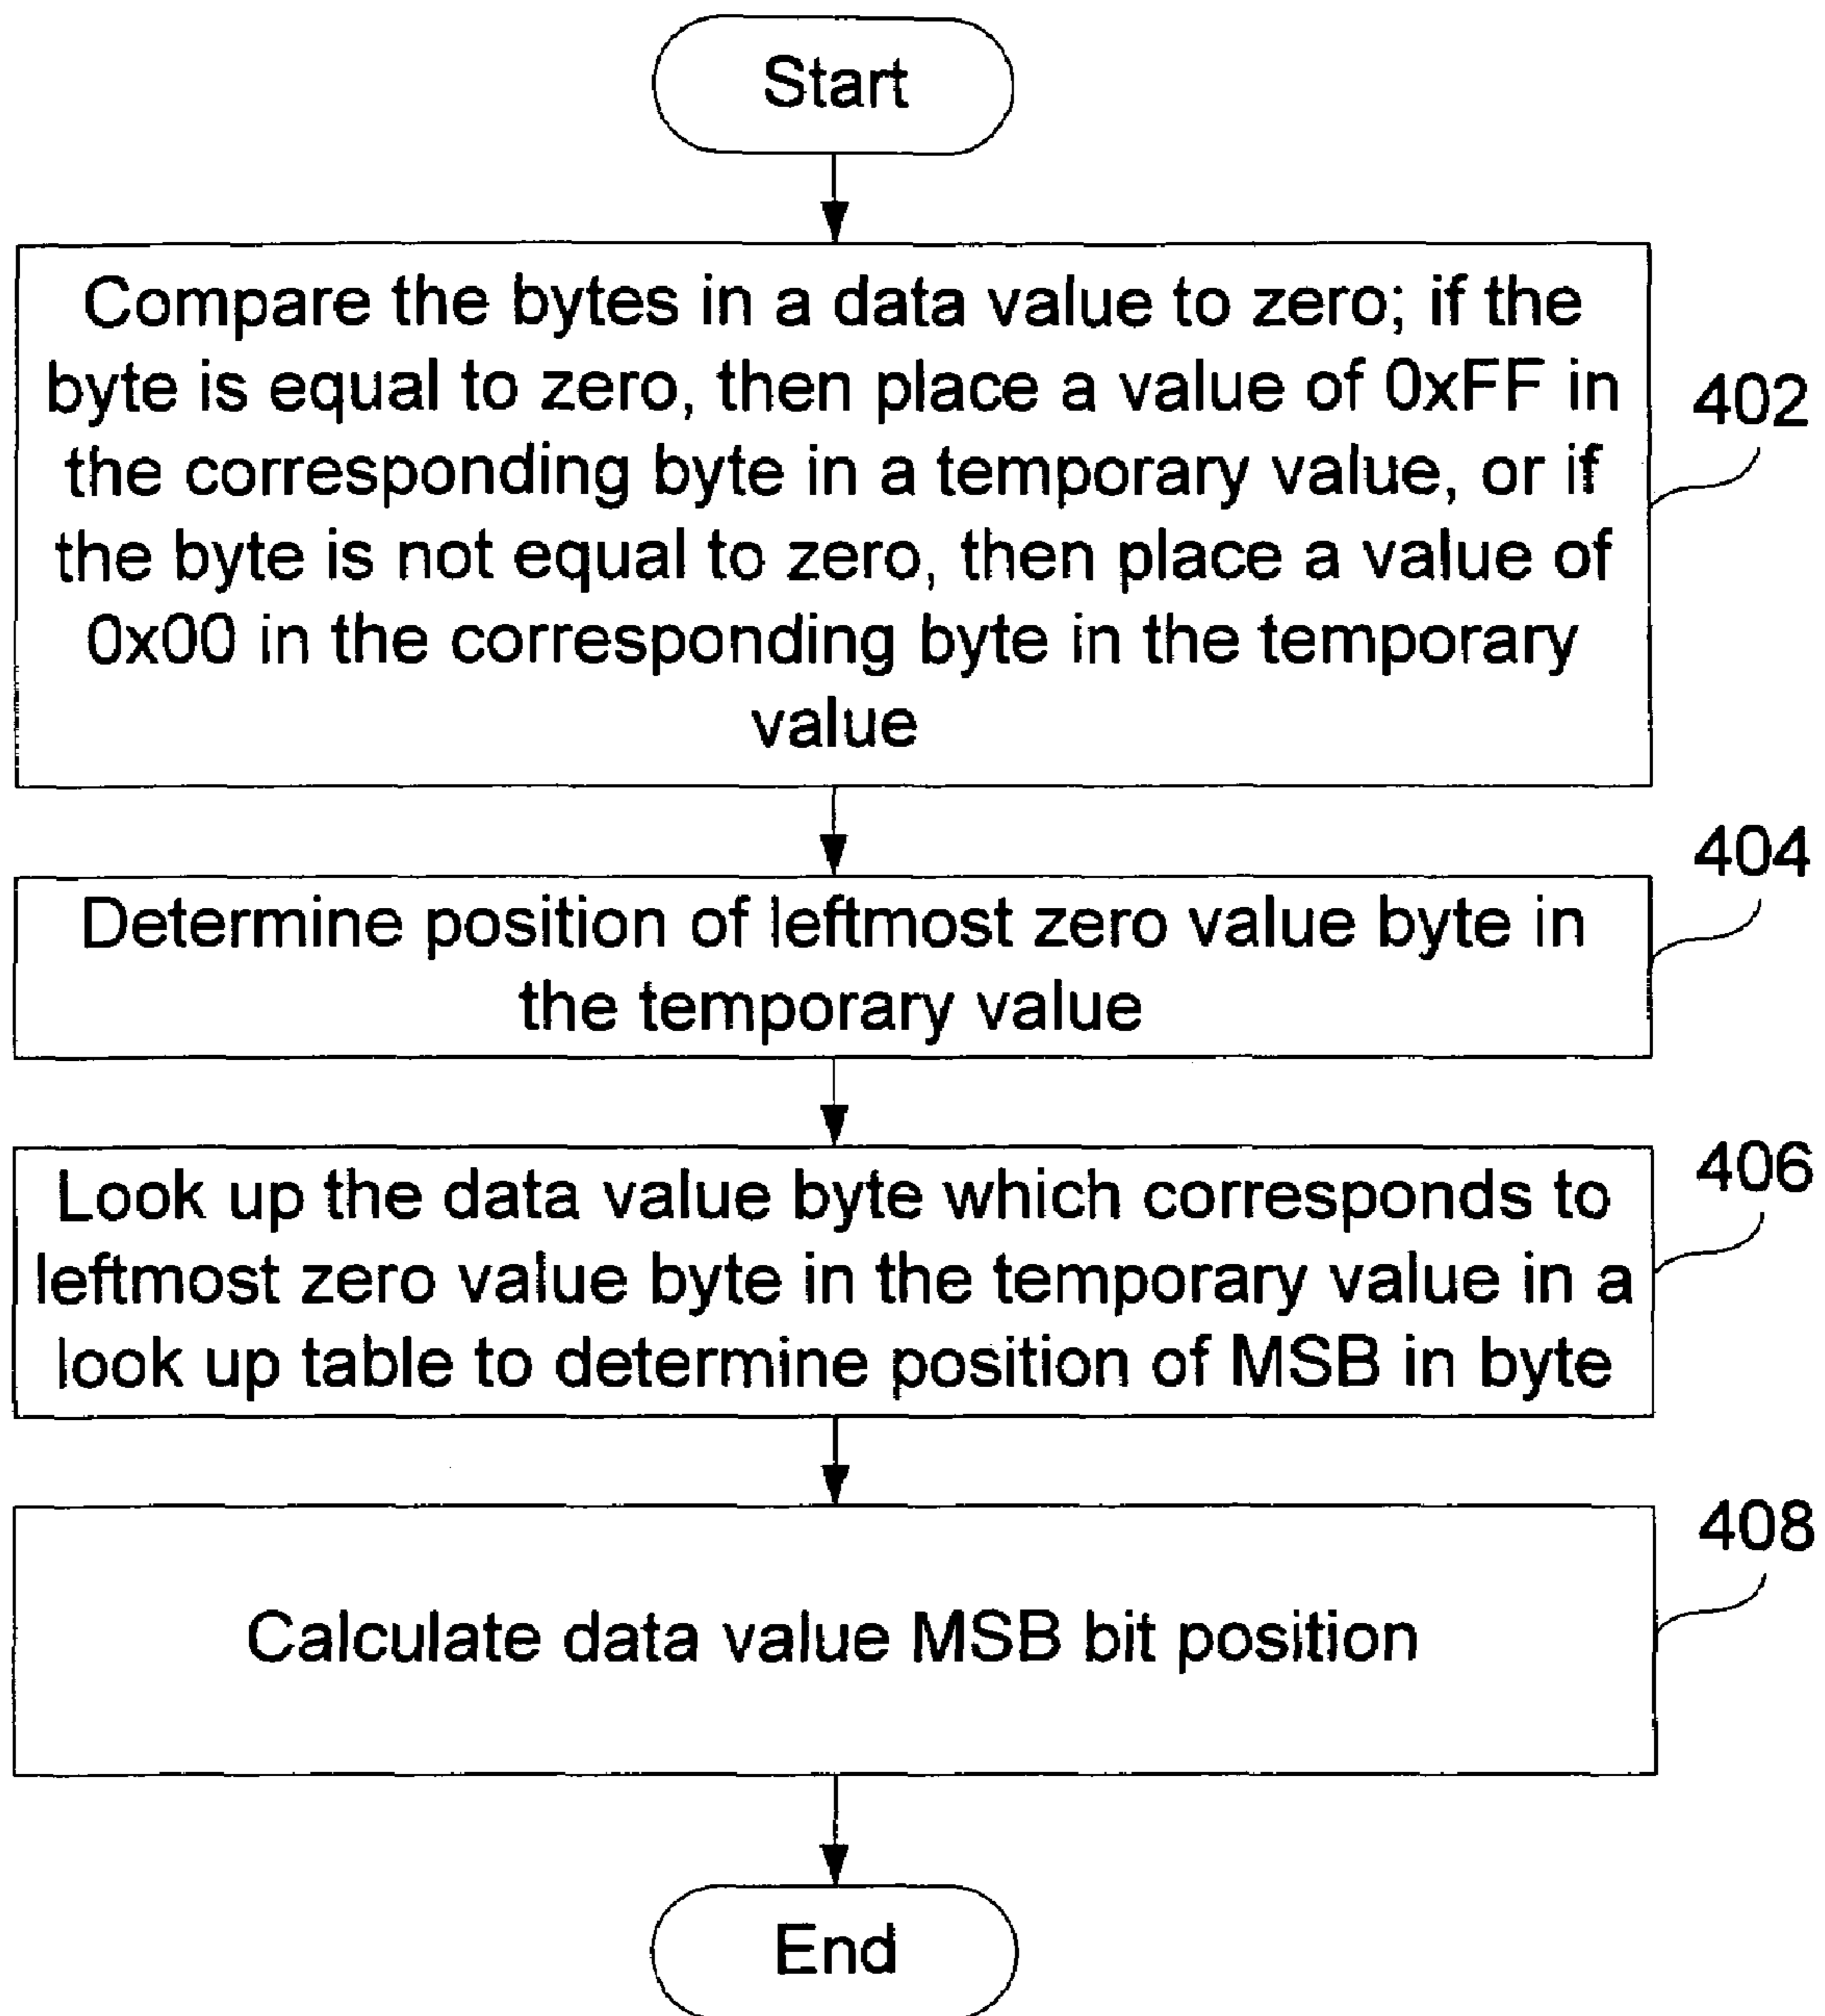 Start
Compare the bytes in a data value to zero; if the
byte is equal to zero, then place a value of 0xFF in
the corresponding byte in a temporary value, or if
the byte is not equal to zero, then place a value of
0x00 in the corresponding byte in the temporary
value
402
Determine position of leftmost zero value byte in
the temporary value
404
Look up the data value byte which corresponds to
leftmost zero value byte in the temporary value in a
look up table to determine position of MSB in byte
406
Calculate data value MSB bit position
408
End